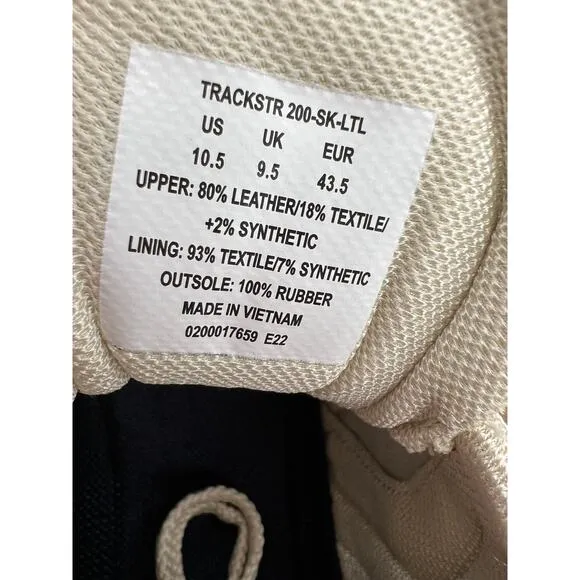 TRACKSTR 200-SK-LTL
US UK EUR
10.5 9.5 43.5
UPPER: 80% LEATHER/18% TEXTILE/
+2% SYNTHETIC
LINING: 93% TEXTILE/7% SYNTHETIC
OUTSOLE: 100% RUBBER
MADE IN VIETNAM
0200017659 E22